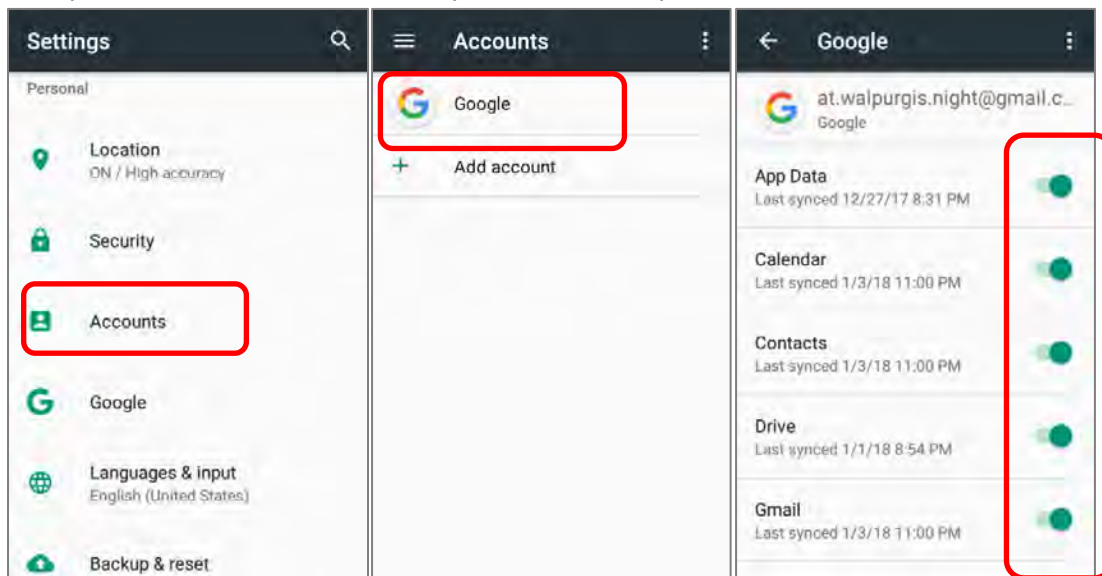 Settings
Personal
Location
ON / High accuracy
Security
Accounts
Google
Languages & input
English (United States)
Backup & reset
Accounts
Google
Add account
Google
at.walpurgis.night@gmail.c...
Google
App Data
Last synced 12/27/17 8:31 PM
Calendar
Last synced 1/3/18 11:00 PM
Contacts
Last synced 1/3/18 11:00 PM
Drive
Last synced 1/1/18 8:54 PM
Gmail
Last synced 1/3/18 11:00 PM